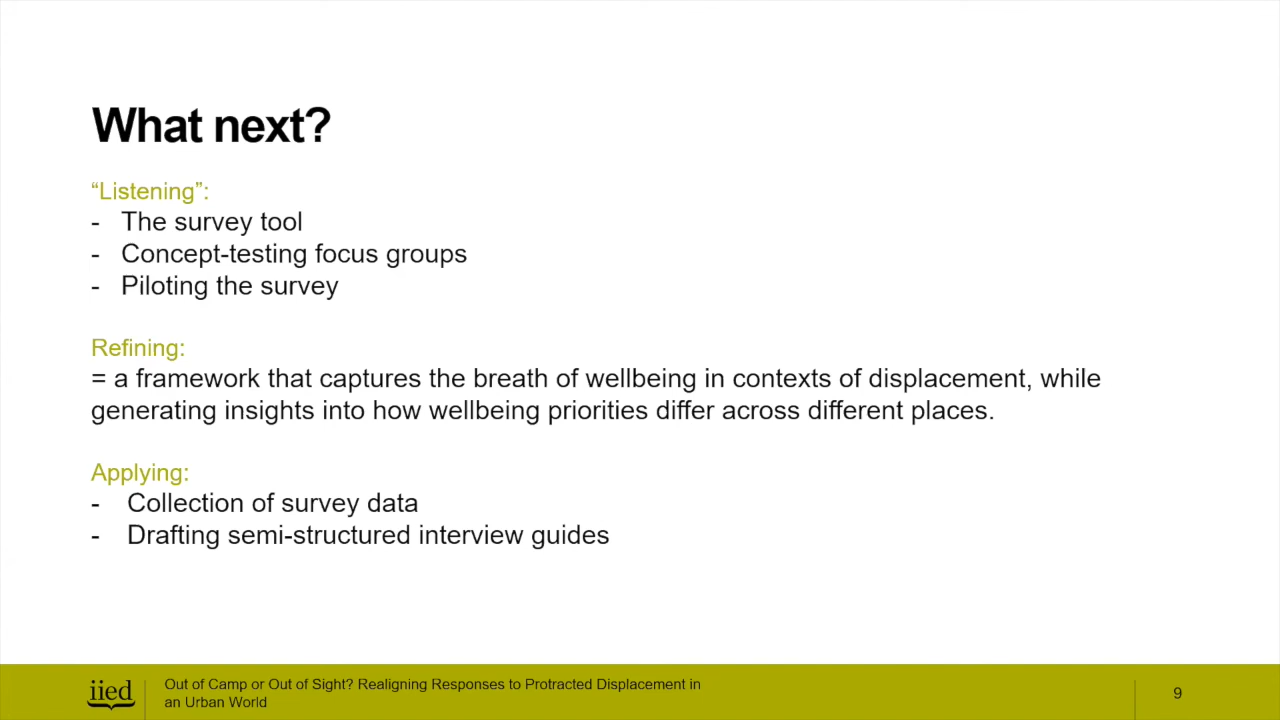 What next?
“Listening”:
- The survey tool
- Concept-testing focus groups
- Piloting the survey
Refining:
= a framework that captures the breath of wellbeing in contexts of displacement, while
generating insights into how wellbeing priorities differ across different places.
Applying:
- Collection of survey data
- Drafting semi-structured interview guides
iied
Out of Camp or Out of Sight? Realigning Responses to Protracted Displacement in
an Urban World
9